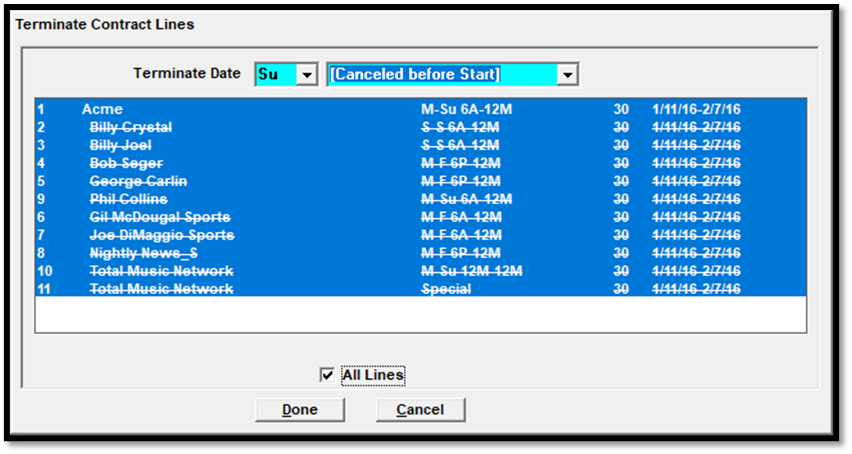 Terminate Contract Lines
Terminate Date Su [Canceled before Start]
1 Acme M-Su 6A-12M 30 1/11/16-2/7/16
2 Billy Crystal S-S 6A-12M 30 1/11/16-2/7/16
3 Billy Joel S-S 6A-12M 30 1/11/16-2/7/16
4 Bob Seger M-F 6P-12M 30 1/11/16-2/7/16
5 George Carlin M-F 6P-12M 30 1/11/16-2/7/16
9 Phil Collins M-Su 6A-12M 30 1/11/16-2/7/16
6 Gil McDougal Sports M-F 6A-12M 30 1/11/16-2/7/16
7 Joe DiMaggio Sports M-F 6A-12M 30 1/11/16-2/7/16
8 Nightly News_S M-F 6P-12M 30 1/11/16-2/7/16
10 Total Music Network M-Su 12M-12M 30 1/11/16-2/7/16
11 Total Music Network Special 30 1/11/16-2/7/16
All Lines
Done Cancel